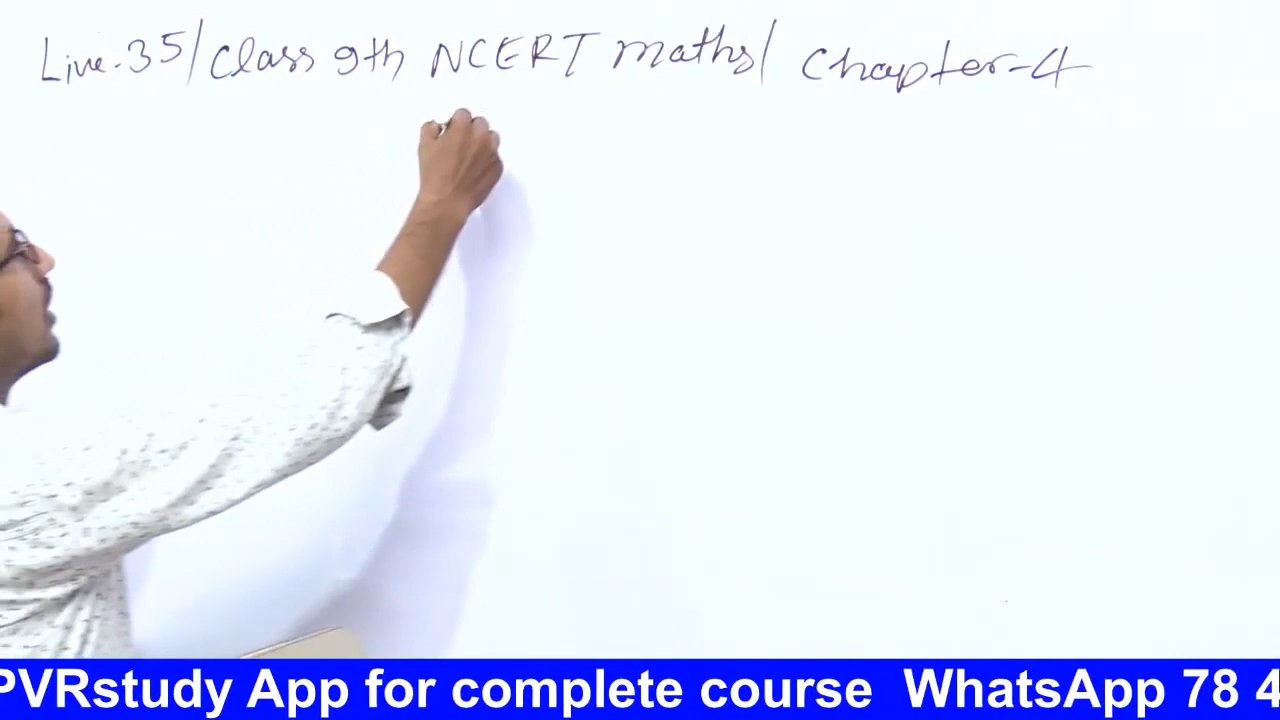 Live-35/Class 9th NCERT maths/ Chapter-4
PVRstudy App for complete course WhatsApp 78 4